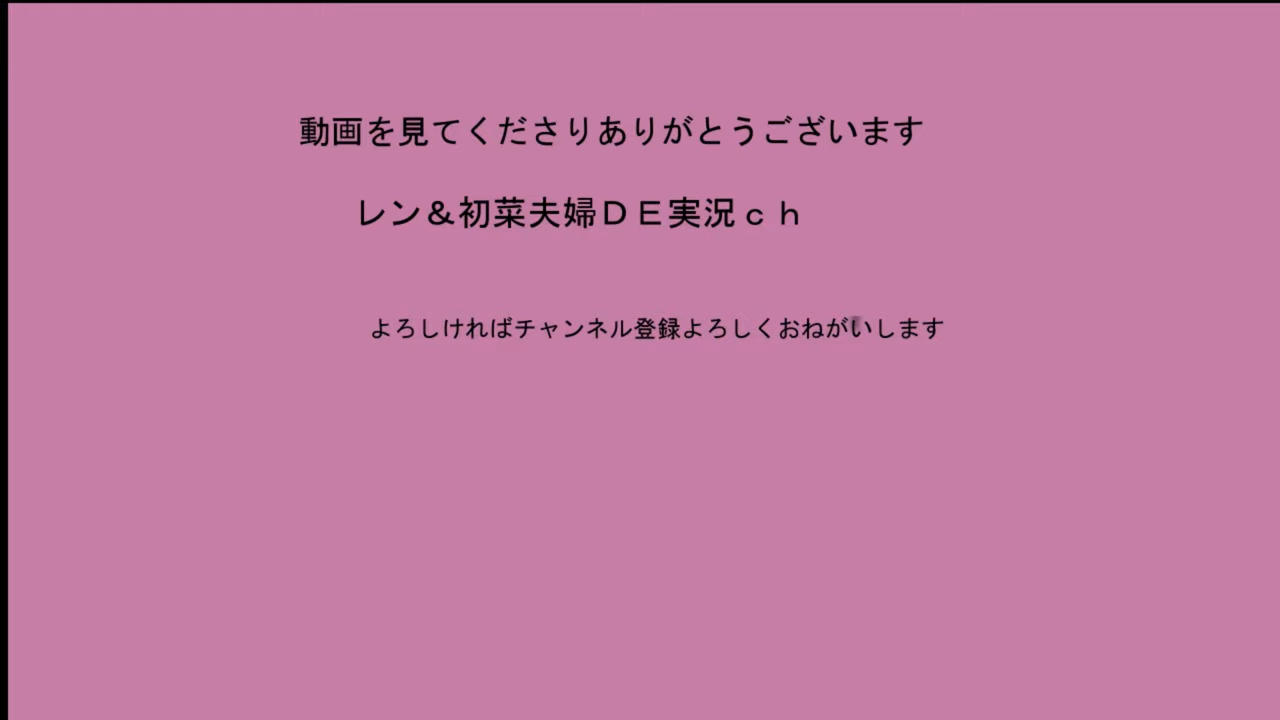 動画を見てくださりありがとうございます
レン＆初菜夫婦ＤＥ実況ｃｈ
よろしければチャンネル登録よろしくおねがいします